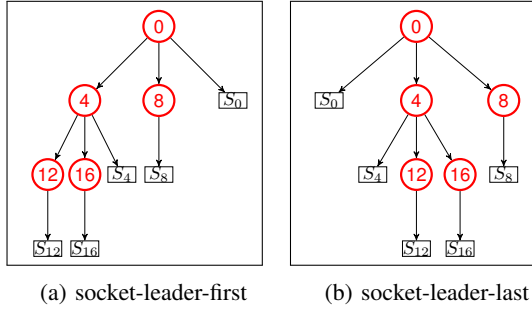 0
4 8 S0
12 16 S4 S8
S12 S16
(a) socket-leader-first
0
S0 4 8
S4 12 16 S8
S12 S16
(b) socket-leader-last